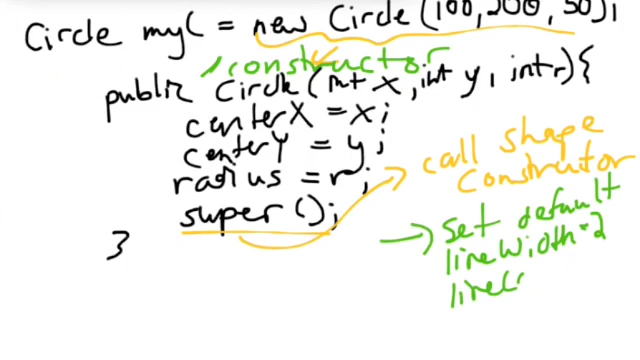 Circle myC = new Circle (100, 200, 50);
constructor
public Circle (int x, int y, int r) {
centerX = x;
centerY = y;
radius = r;
super ();
}
call shape
constructor
set default
lineWidth = 2
lineC